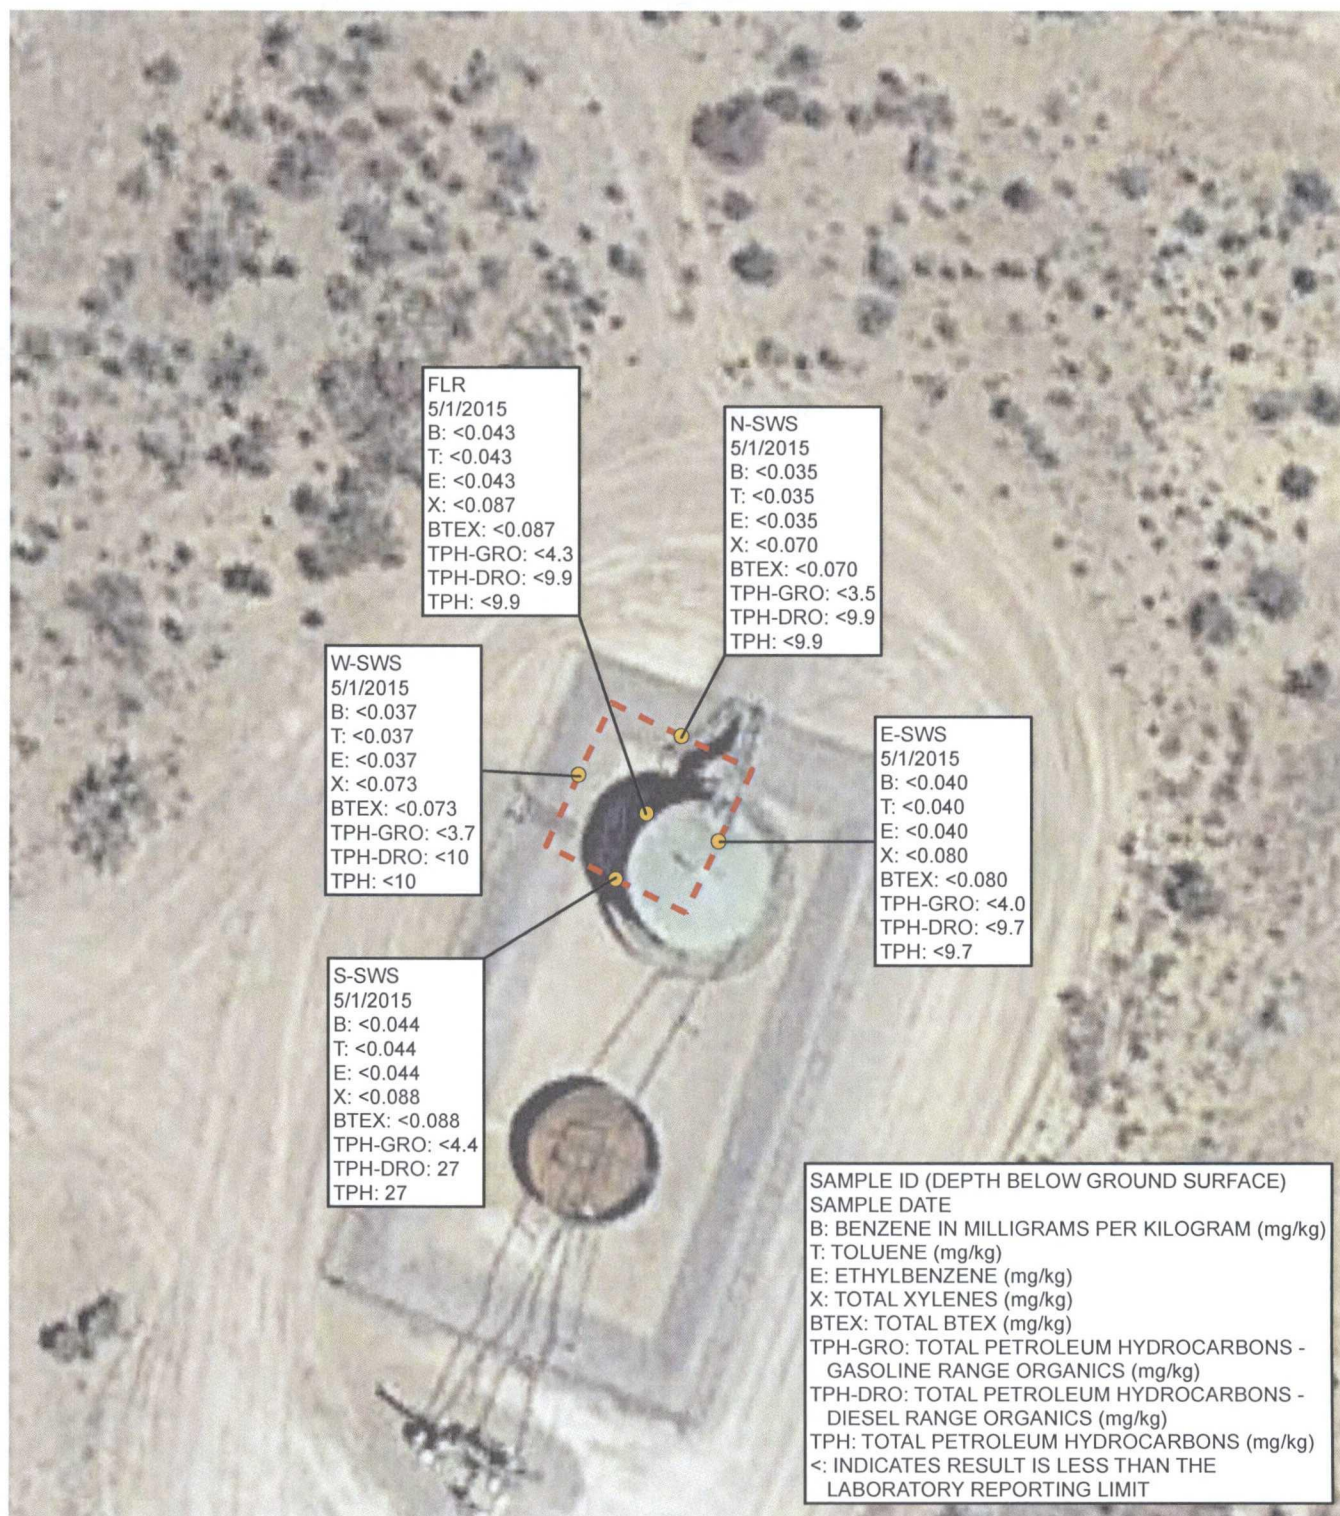 FLR
5/1/2015
B: <0.043
T: <0.043
E: <0.043
X: <0.087
BTEX: <0.087
TPH-GRO: <4.3
TPH-DRO: <9.9
TPH: <9.9
N-SWS
5/1/2015
B: <0.035
T: <0.035
E: <0.035
X: <0.070
BTEX: <0.070
TPH-GRO: <3.5
TPH-DRO: <9.9
TPH: <9.9
W-SWS
5/1/2015
B: <0.037
T: <0.037
E: <0.037
X: <0.073
BTEX: <0.073
TPH-GRO: <3.7
TPH-DRO: <10
TPH: <10
E-SWS
5/1/2015
B: <0.040
T: <0.040
E: <0.040
X: <0.080
BTEX: <0.080
TPH-GRO: <4.0
TPH-DRO: <9.7
TPH: <9.7
S-SWS
5/1/2015
B: <0.044
T: <0.044
E: <0.044
X: <0.088
BTEX: <0.088
TPH-GRO: <4.4
TPH-DRO: 27
TPH: 27
SAMPLE ID (DEPTH BELOW GROUND SURFACE)
SAMPLE DATE
B: BENZENE IN MILLIGRAMS PER KILOGRAM (mg/kg)
T: TOLUENE (mg/kg)
E: ETHYLBENZENE (mg/kg)
X: TOTAL XYLENES (mg/kg)
BTEX: TOTAL BTEX (mg/kg)
TPH-GRO: TOTAL PETROLEUM HYDROCARBONS -
GASOLINE RANGE ORGANICS (mg/kg)
TPH-DRO: TOTAL PETROLEUM HYDROCARBONS -
DIESEL RANGE ORGANICS (mg/kg)
TPH: TOTAL PETROLEUM HYDROCARBONS (mg/kg)
<: INDICATES RESULT IS LESS THAN THE
LABORATORY REPORTING LIMIT